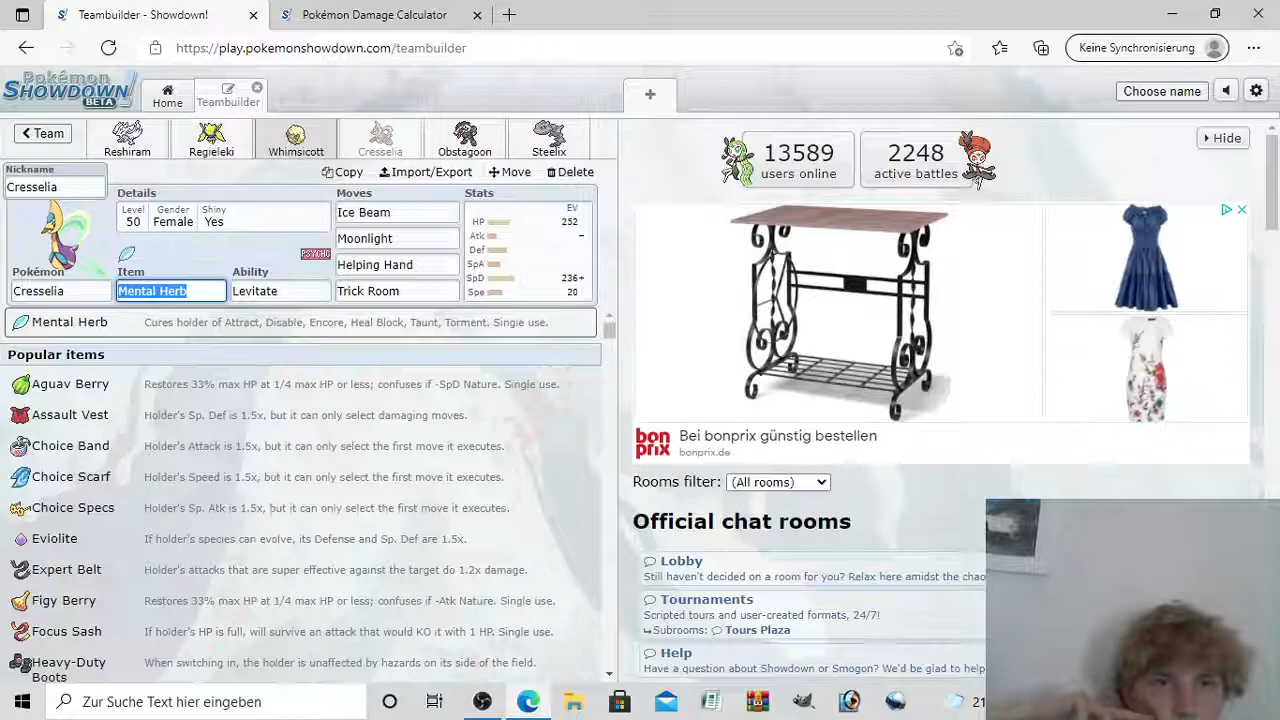 Teambuilder - Showdown!
Pokémon Damage Calculator
https://play.pokemonshowdown.com/teambuilder
Keine Synchronisierung
Pokémon
SHOWDOWN!
BETA
Home
Teambuilder
Choose name
Team
Reshiram
Regieleki
Whimsicott
Cresselia
Obstagoon
Steelix
Nickname
Cresselia
Copy
Import/Export
Move
Delete
Details
Level
Gender
Shiny
50
Female
Yes
PSYCHC
Pokémon
Item
Ability
Cresselia
Mental Herb
Levitate
Moves
Ice Beam
Moonlight
Helping Hand
Trick Room
Stats
EV
HP 252
Atk –
Def
SpA
SpD 236+
Spe 20
Mental Herb Cures holder of Attract, Disable, Encore, Heal Block, Taunt, Torment. Single use.
Popular items
Aguav Berry Restores 33% max HP at 1/4 max HP or less; confuses if -SpD Nature. Single use.
Assault Vest Holder's Sp. Def is 1.5x, but it can only select damaging moves.
Choice Band Holder's Attack is 1.5x, but it can only select the first move it executes.
Choice Scarf Holder's Speed is 1.5x, but it can only select the first move it executes.
Choice Specs Holder's Sp. Atk is 1.5x, but it can only select the first move it executes.
Eviolite If holder's species can evolve, its Defense and Sp. Def are 1.5x.
Expert Belt Holder's attacks that are super effective against the target do 1.2x damage.
Figy Berry Restores 33% max HP at 1/4 max HP or less; confuses if -Atk Nature. Single use.
Focus Sash If holder's HP is full, will survive an attack that would KO it with 1 HP. Single use.
Heavy-Duty
Boots When switching in, the holder is unaffected by hazards on its side of the field.
13589
users online
2248
active battles
Hide
bon
prix
Bei bonprix günstig bestellen
bonprix.de
Rooms filter: (All rooms)
Official chat rooms
Lobby
Still haven't decided on a room for you? Relax here amidst the chao
Tournaments
Scripted tours and user-created formats, 24/7!
Subrooms: Tours Plaza
Help
Have a question about Showdown or Smogon? We'd be glad to help
Zur Suche Text hier eingeben
21